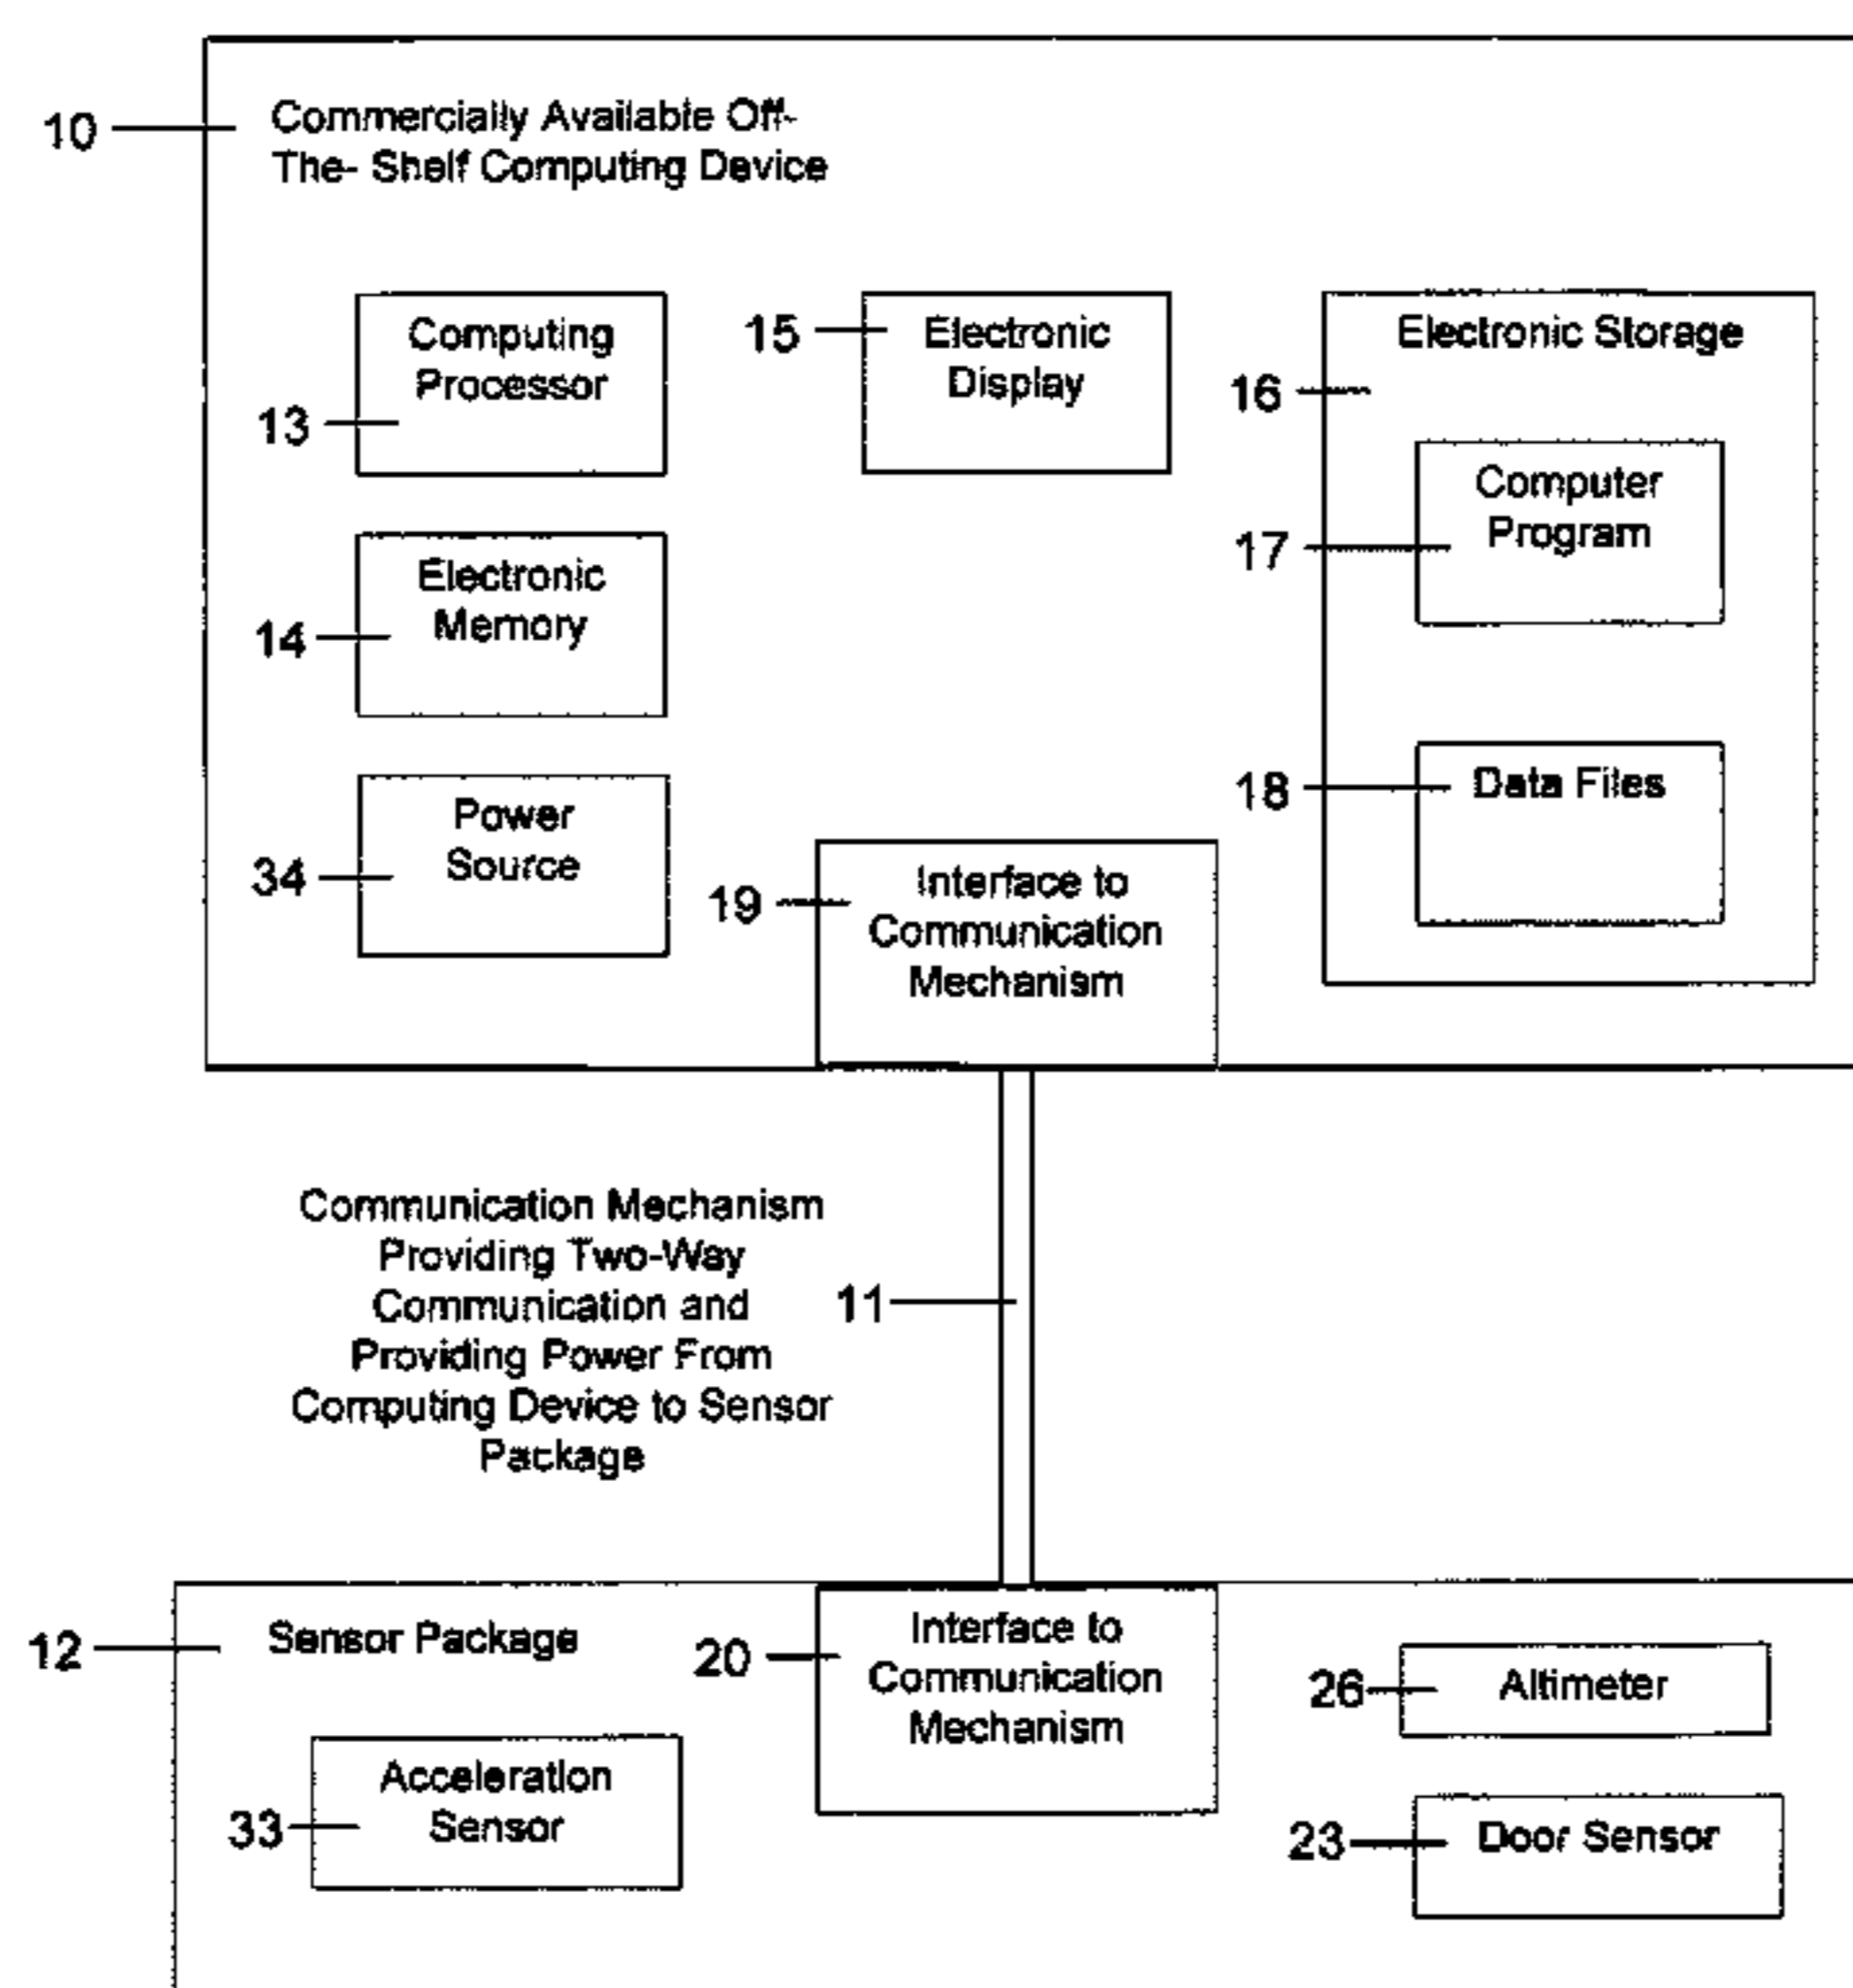 10
Commercially Available Off-
The- Shelf Computing Device
Computing
Processor
13
15
Electronic
Display
Electronic Storage
16
Computer
Program
17
Electronic
Memory
14
Data Files
18
Power
Source
34
Interface to
Communication
Mechanism
19
Communication Mechanism
Providing Two-Way
Communication and
Providing Power From
Computing Device to Sensor
Package
11
12
Sensor Package
20
Interface to
Communication
Mechanism
26
Altimeter
Acceleration
Sensor
33
23
Door Sensor